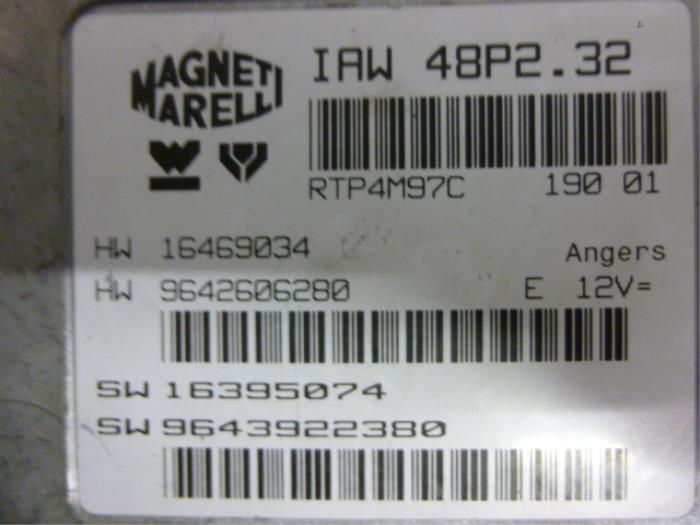 MAGNETI
MARELLI
IAW 48P2.32
RTP4M97C 190 01
HW 16469034 Angers
HW 9642606280 E 12V=
SW 16395074
SW 9643922380